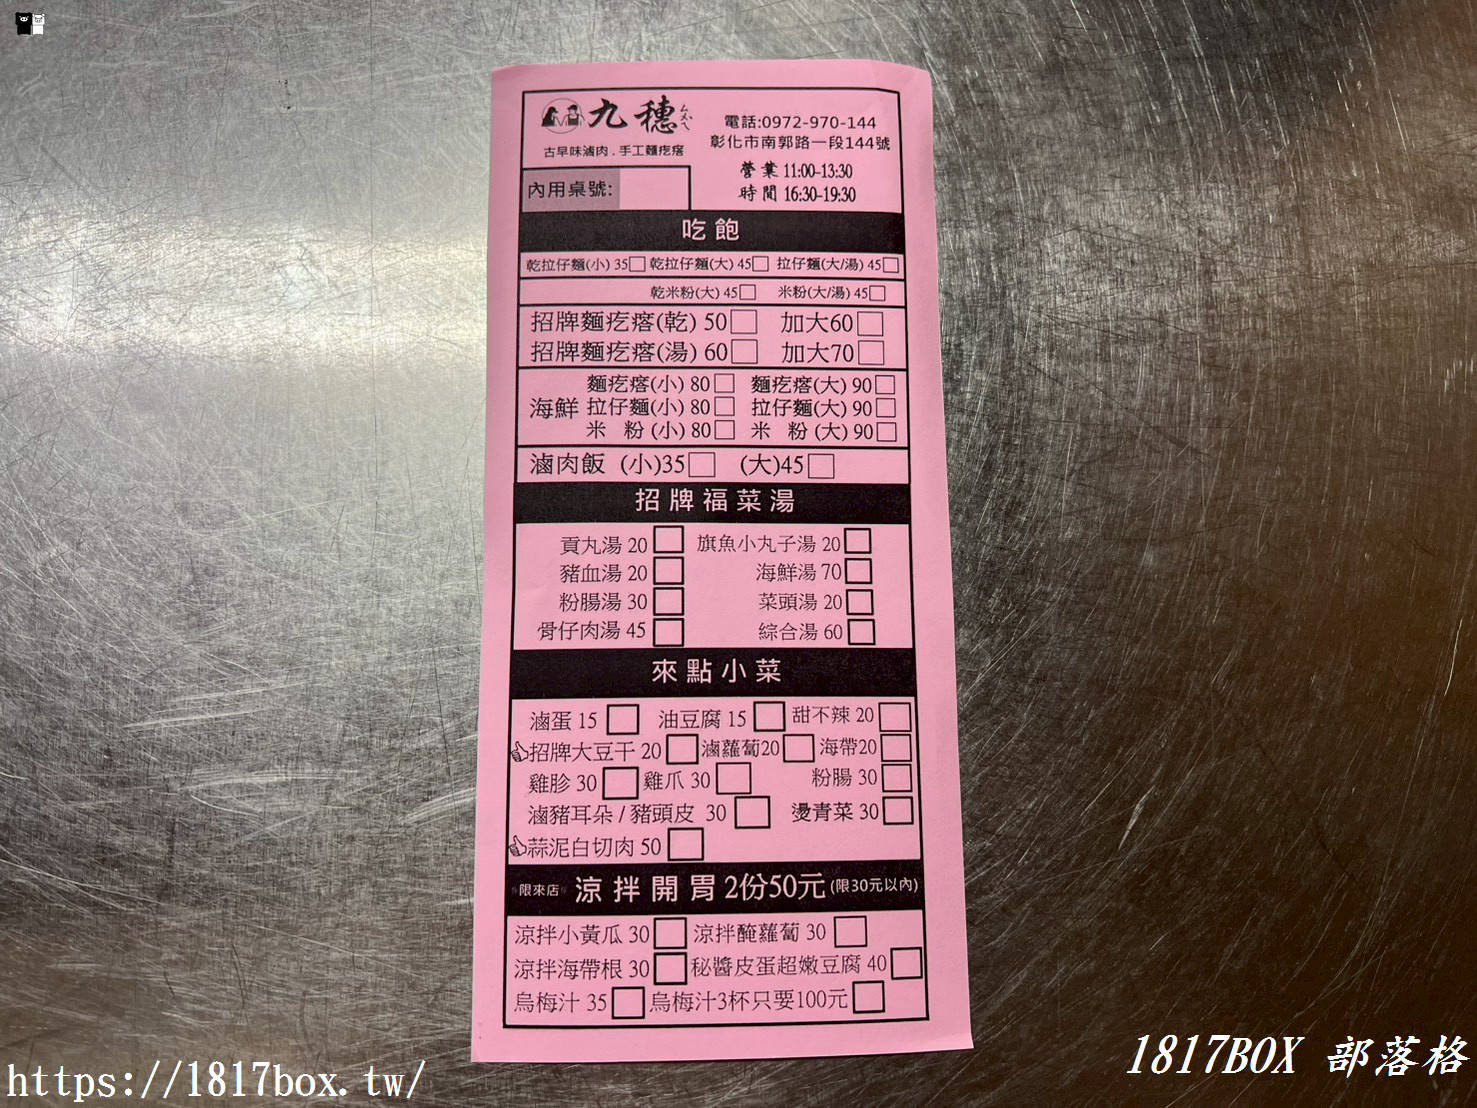 九穗
ㄙㄨㄟˋ
古早味滷肉.手工麵疙瘩
電話:0972-970-144
彰化市南郭路一段144號
營業 11:00-13:30
時間 16:30-19:30
內用桌號:
吃飽
乾拉仔麵(小) 35 乾拉仔麵(大) 45 拉仔麵(大/湯) 45
乾米粉(大) 45 米粉(大/湯) 45
招牌麵疙瘩(乾) 50 加大60
招牌麵疙瘩(湯) 60 加大70
海鮮
麵疙瘩(小) 80 麵疙瘩(大) 90
拉仔麵(小) 80 拉仔麵(大) 90
米 粉 (小) 80 米 粉 (大) 90
滷肉飯 (小)35 (大)45
招牌福菜湯
貢丸湯 20 旗魚小丸子湯 20
豬血湯 20 海鮮湯 70
粉腸湯 30 菜頭湯 20
骨仔肉湯 45 綜合湯 60
來點小菜
滷蛋 15 油豆腐 15 甜不辣 20
招牌大豆干 20 滷蘿蔔20 海帶20
雞胗 30 雞爪 30 粉腸 30
滷豬耳朵 / 豬頭皮 30 燙青菜 30
蒜泥白切肉 50
限來店 涼拌開胃 2份50元(限30元以內)
涼拌小黃瓜 30 涼拌醃蘿蔔 30
涼拌海帶根 30 秘醬皮蛋超嫩豆腐 40
烏梅汁 35 烏梅汁3杯只要100元
https://1817box.tw/
1817BOX 部落格